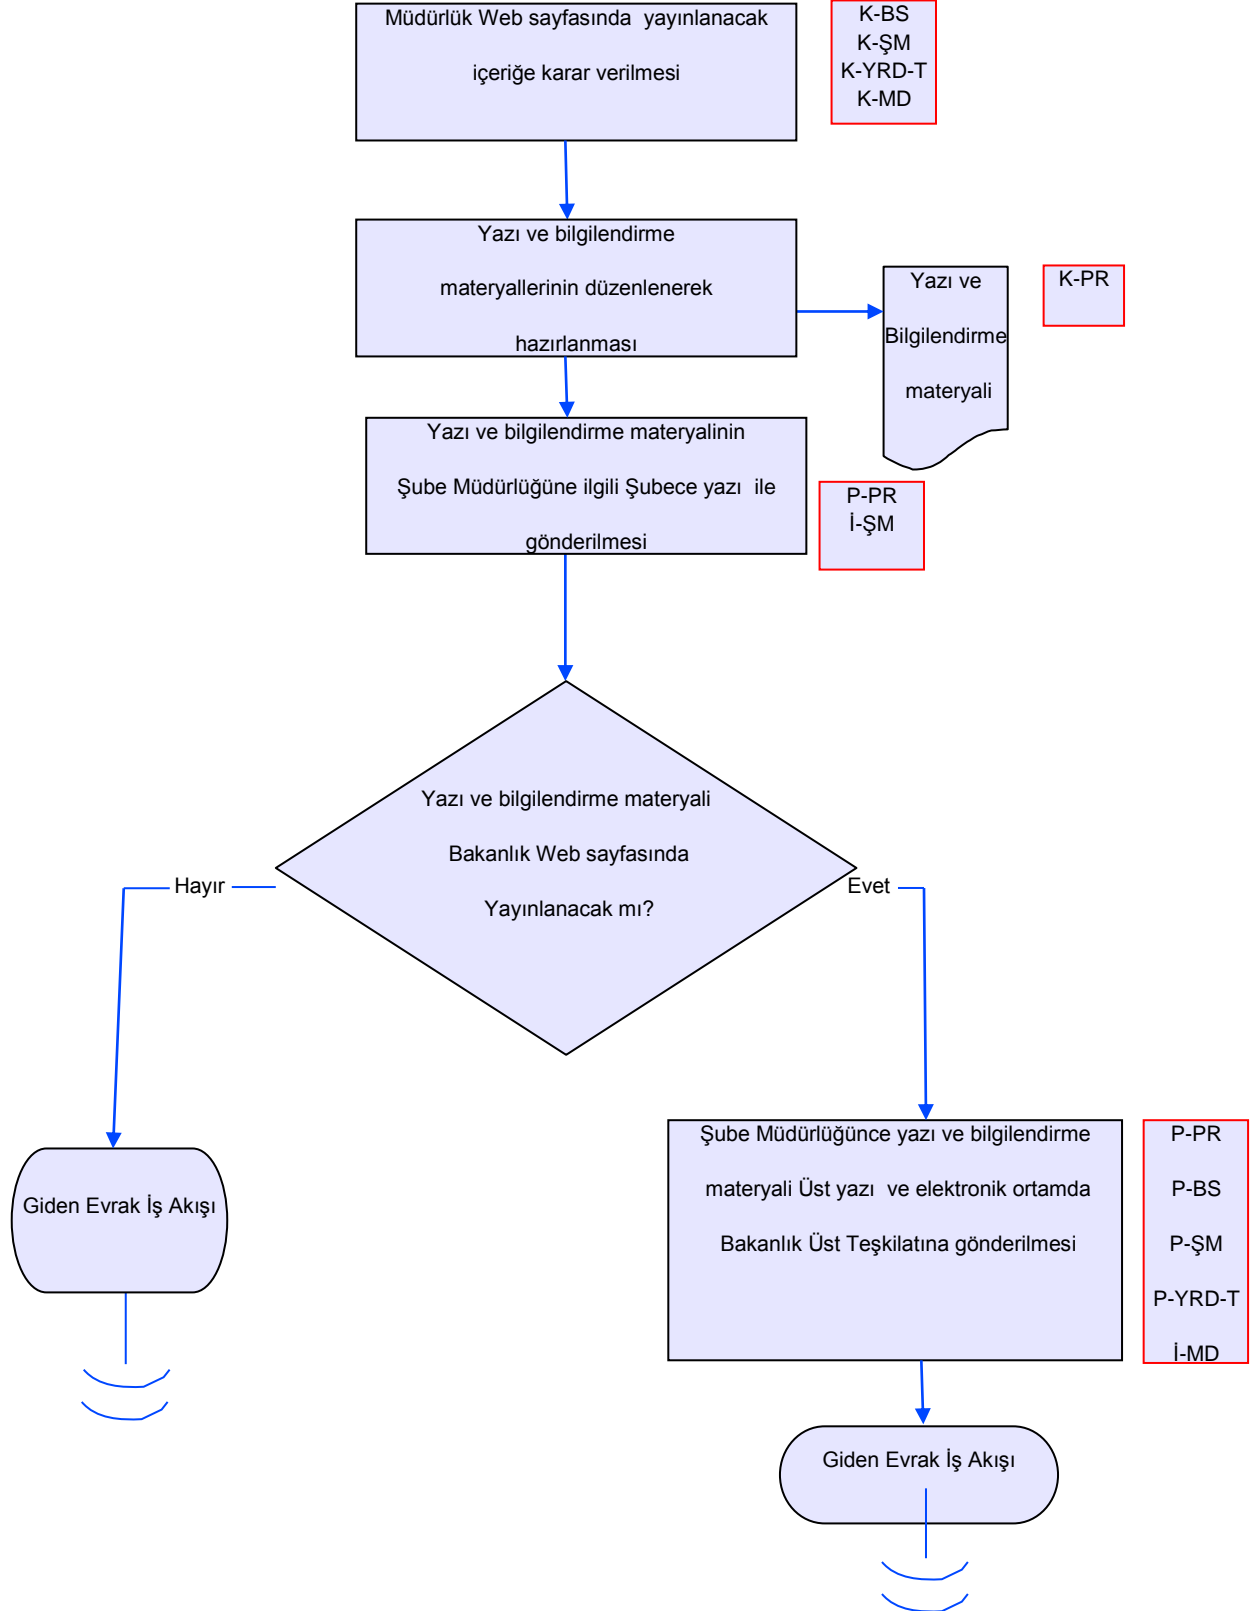 Müdürlük Web sayfasında yayınlanacak
içeriğe karar verilmesi
K-BS
K-ŞM
K-YRD-T
K-MD
Yazı ve bilgilendirme
materyallerinin düzenlenerek
hazırlanması
Yazı ve
Bilgilendirme
materyali
K-PR
Yazı ve bilgilendirme materyalinin
Şube Müdürlüğüne ilgili Şubece yazı ile
gönderilmesi
P-PR
İ-ŞM
Yazı ve bilgilendirme materyali
Bakanlık Web sayfasında
Yayınlanacak mı?
Hayır
Evet
Giden Evrak İş Akışı
Şube Müdürlüğünce yazı ve bilgilendirme
materyali Üst yazı ve elektronik ortamda
Bakanlık Üst Teşkilatına gönderilmesi
P-PR
P-BS
P-ŞM
P-YRD-T
İ-MD
Giden Evrak İş Akışı